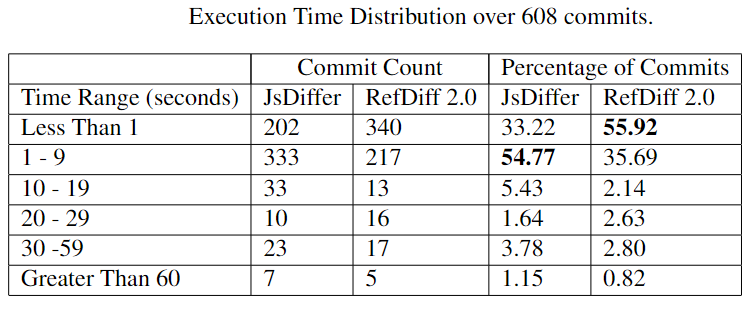 Execution Time Distribution over 608 commits.
Commit Count Percentage of Commits
Time Range (seconds) JsDiffer RefDiff 2.0 JsDiffer RefDiff 2.0
Less Than 1 202 340 33.22 55.92
1 - 9 333 217 54.77 35.69
10 - 19 33 13 5.43 2.14
20 - 29 10 16 1.64 2.63
30 -59 23 17 3.78 2.80
Greater Than 60 7 5 1.15 0.82